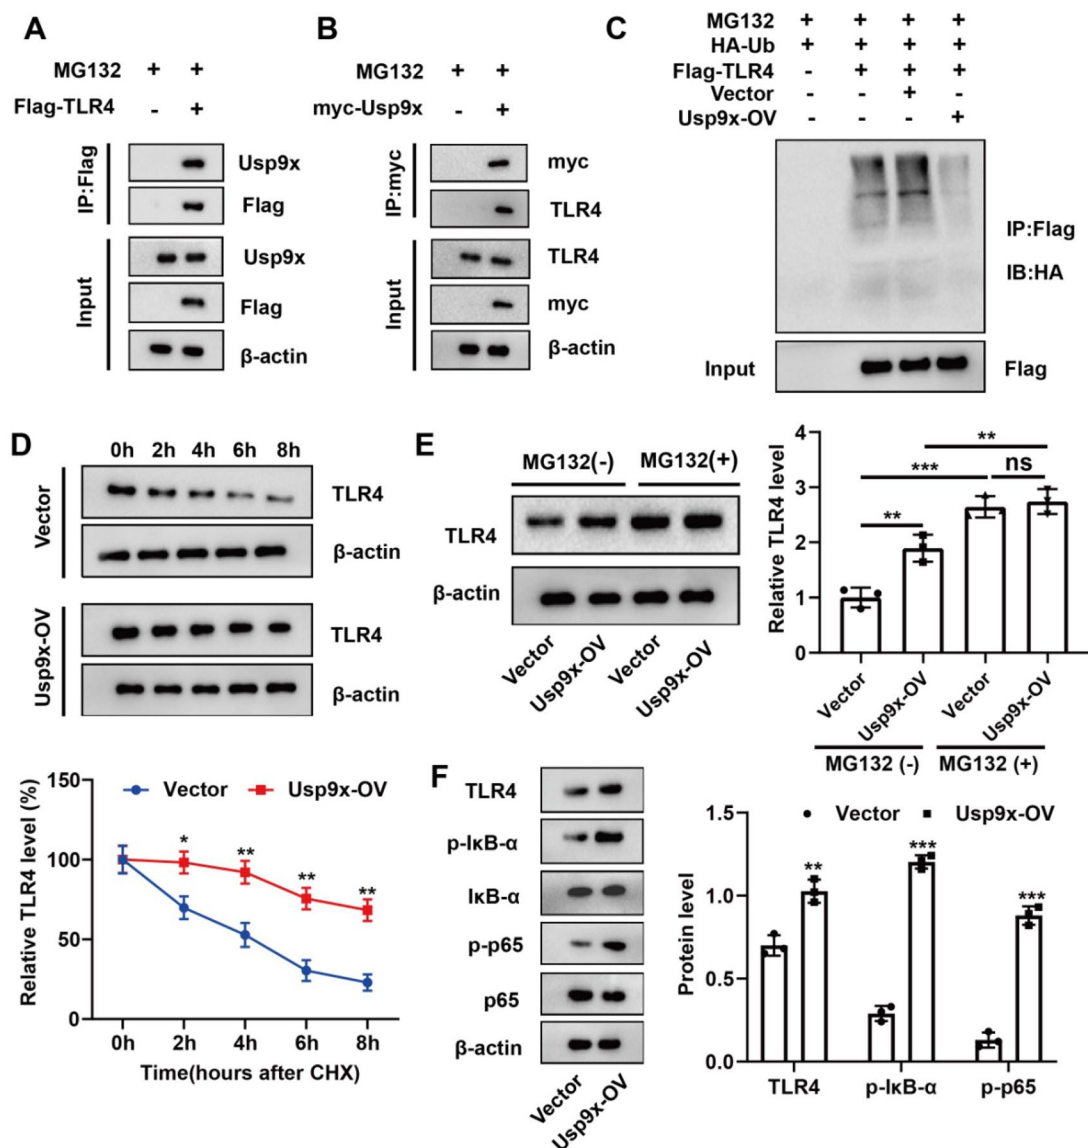 A
MG132 + +
Flag-TLR4 - +
IP:Flag
Usp9x
Flag
Input
Usp9x
Flag
β-actin
B
MG132 + +
myc-Usp9x - +
IP:myc
myc
TLR4
Input
TLR4
myc
β-actin
C
MG132 + + + +
HA-Ub + + + +
Flag-TLR4 - + + +
Vector - - + -
Usp9x-OV - - - +
IP:Flag
IB:HA
Input Flag
D
0h 2h 4h 6h 8h
Vector
TLR4
β-actin
Usp9x-OV
TLR4
β-actin
Vector Usp9x-OV
Relative TLR4 level (%)
150
100
50
0
* ** ** **
0h 2h 4h 6h 8h
Time(hours after CHX)
E
MG132(-) MG132(+)
TLR4
β-actin
Vector Usp9x-OV Vector Usp9x-OV
Relative TLR4 level
4
3
2
1
0
**
*** ns
**
Vector Usp9x-OV Vector Usp9x-OV
MG132 (-) MG132 (+)
F
TLR4
p-IκB-α
IκB-α
p-p65
p65
β-actin
Vector Usp9x-OV
Vector Usp9x-OV
Protein level
1.5
1.0
0.5
0.0
** *** ***
TLR4 p-IκB-α p-p65